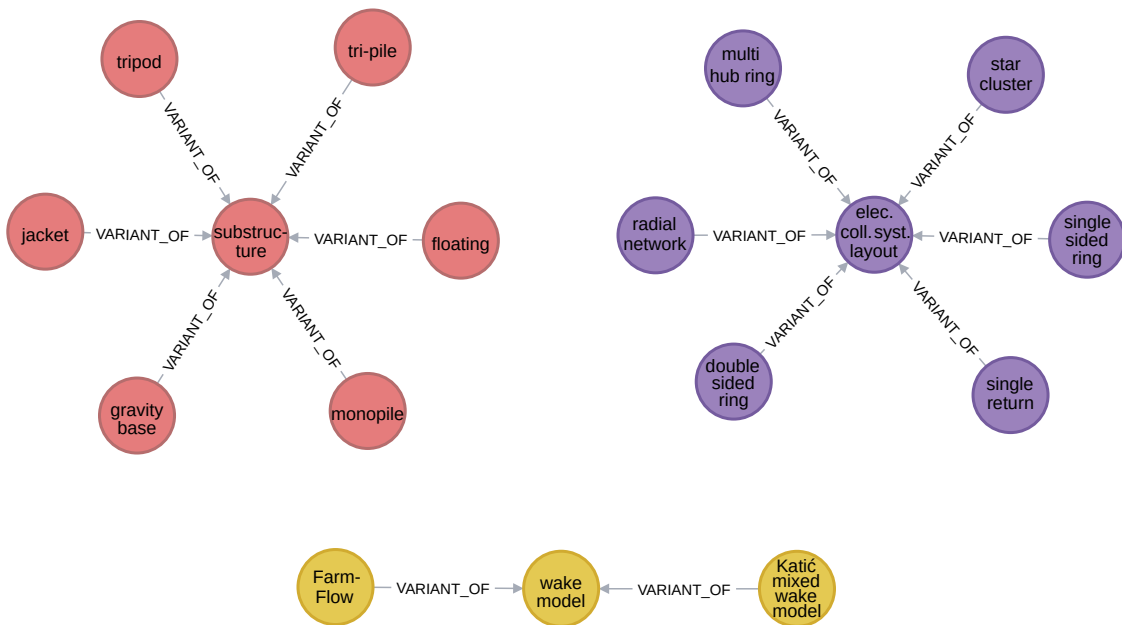 tripod
tri-pile
VARIANT_OF
VARIANT_OF
jacket
VARIANT_OF
substruc-
ture
VARIANT_OF
floating
VARIANT_OF
VARIANT_OF
gravity
base
monopile
multi
hub ring
star
cluster
VARIANT_OF
VARIANT_OF
radial
network
VARIANT_OF
elec.
coll.syst.
layout
VARIANT_OF
single
sided
ring
VARIANT_OF
VARIANT_OF
double
sided
ring
single
return
Farm-
Flow
VARIANT_OF
wake
model
VARIANT_OF
Katić
mixed
wake
model